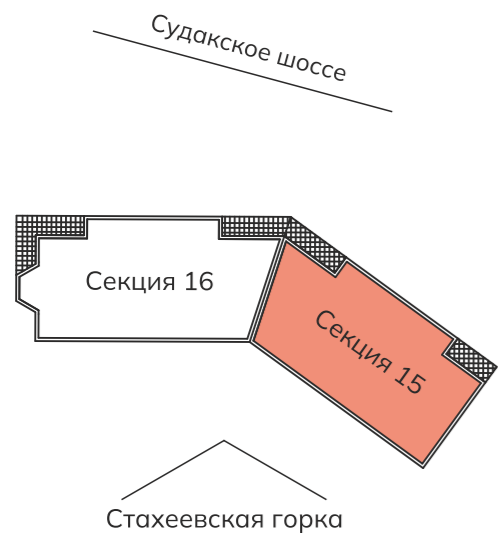 Судакское шоссе
Секция 16
Секция 15
Стахеевская горка